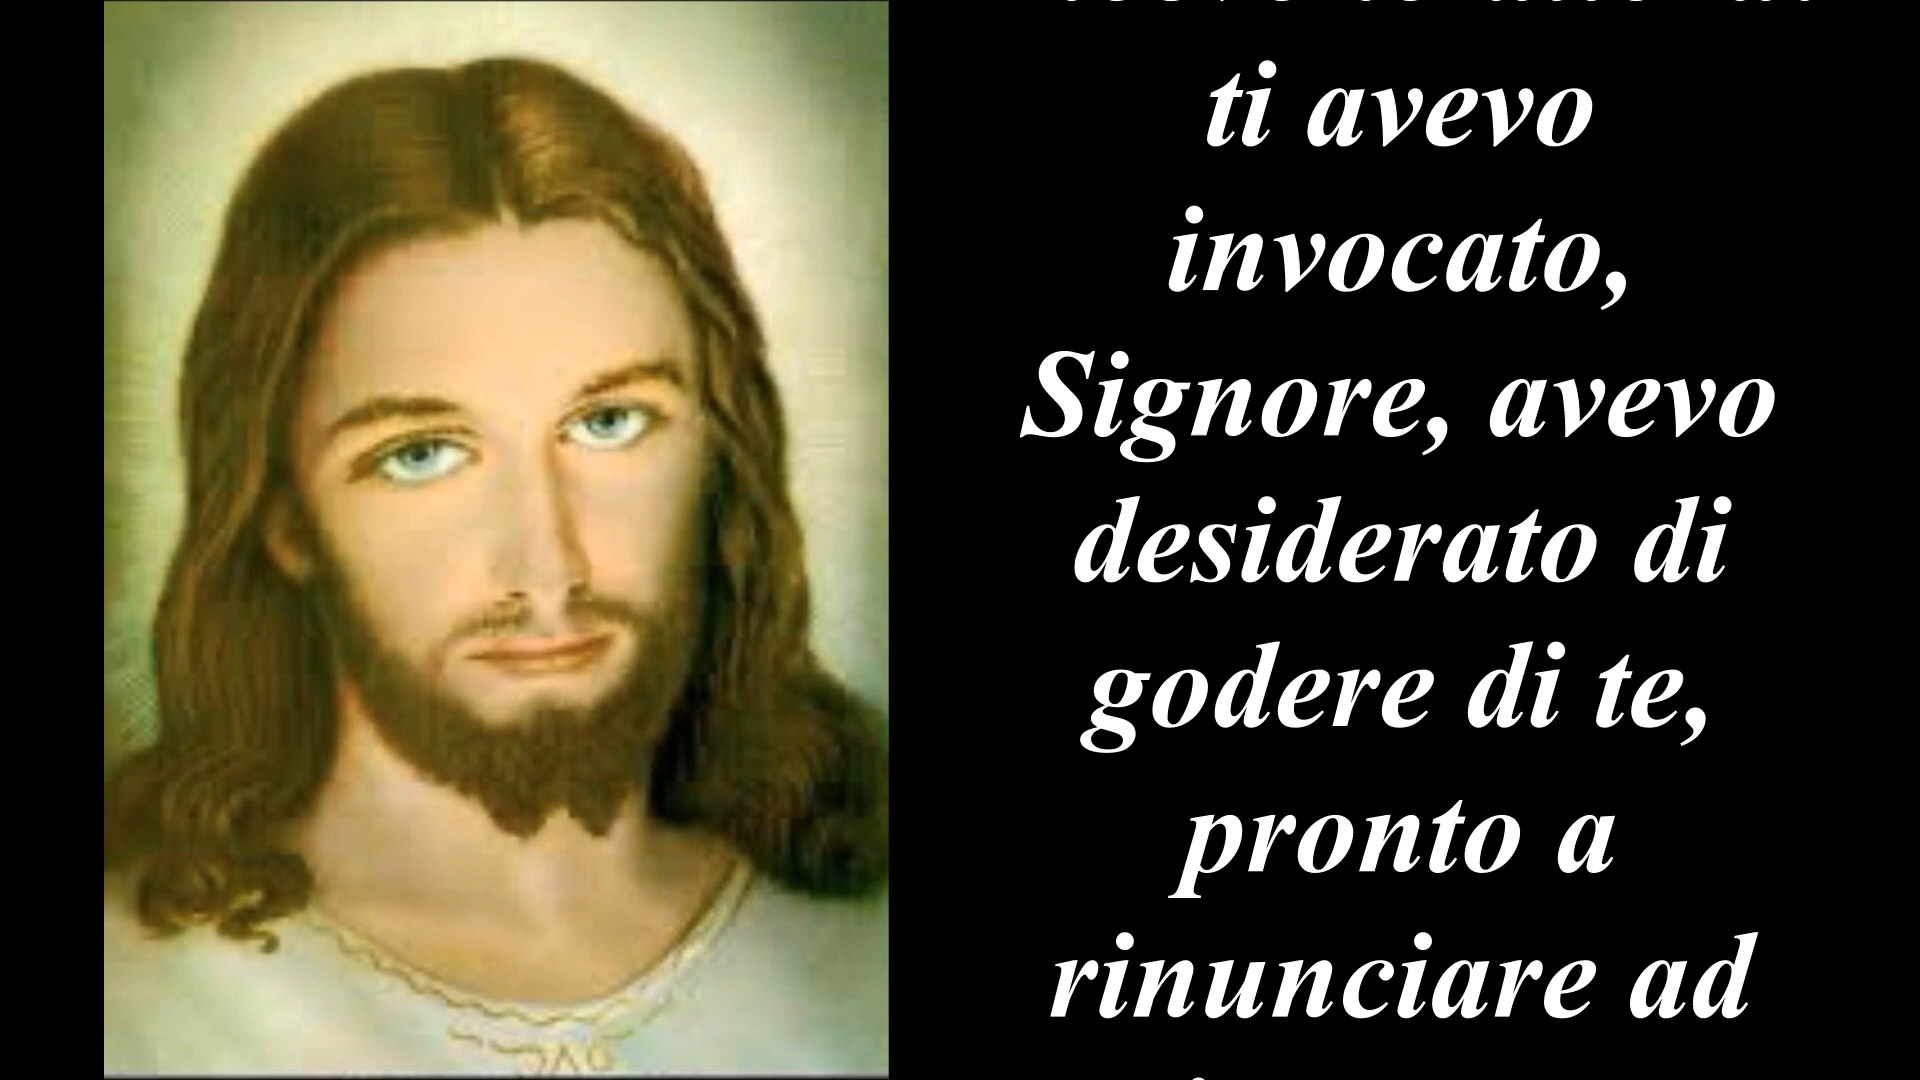 ti avevo
invocato,
Signore, avevo
desiderato di
godere di te,
pronto a
rinunciare ad